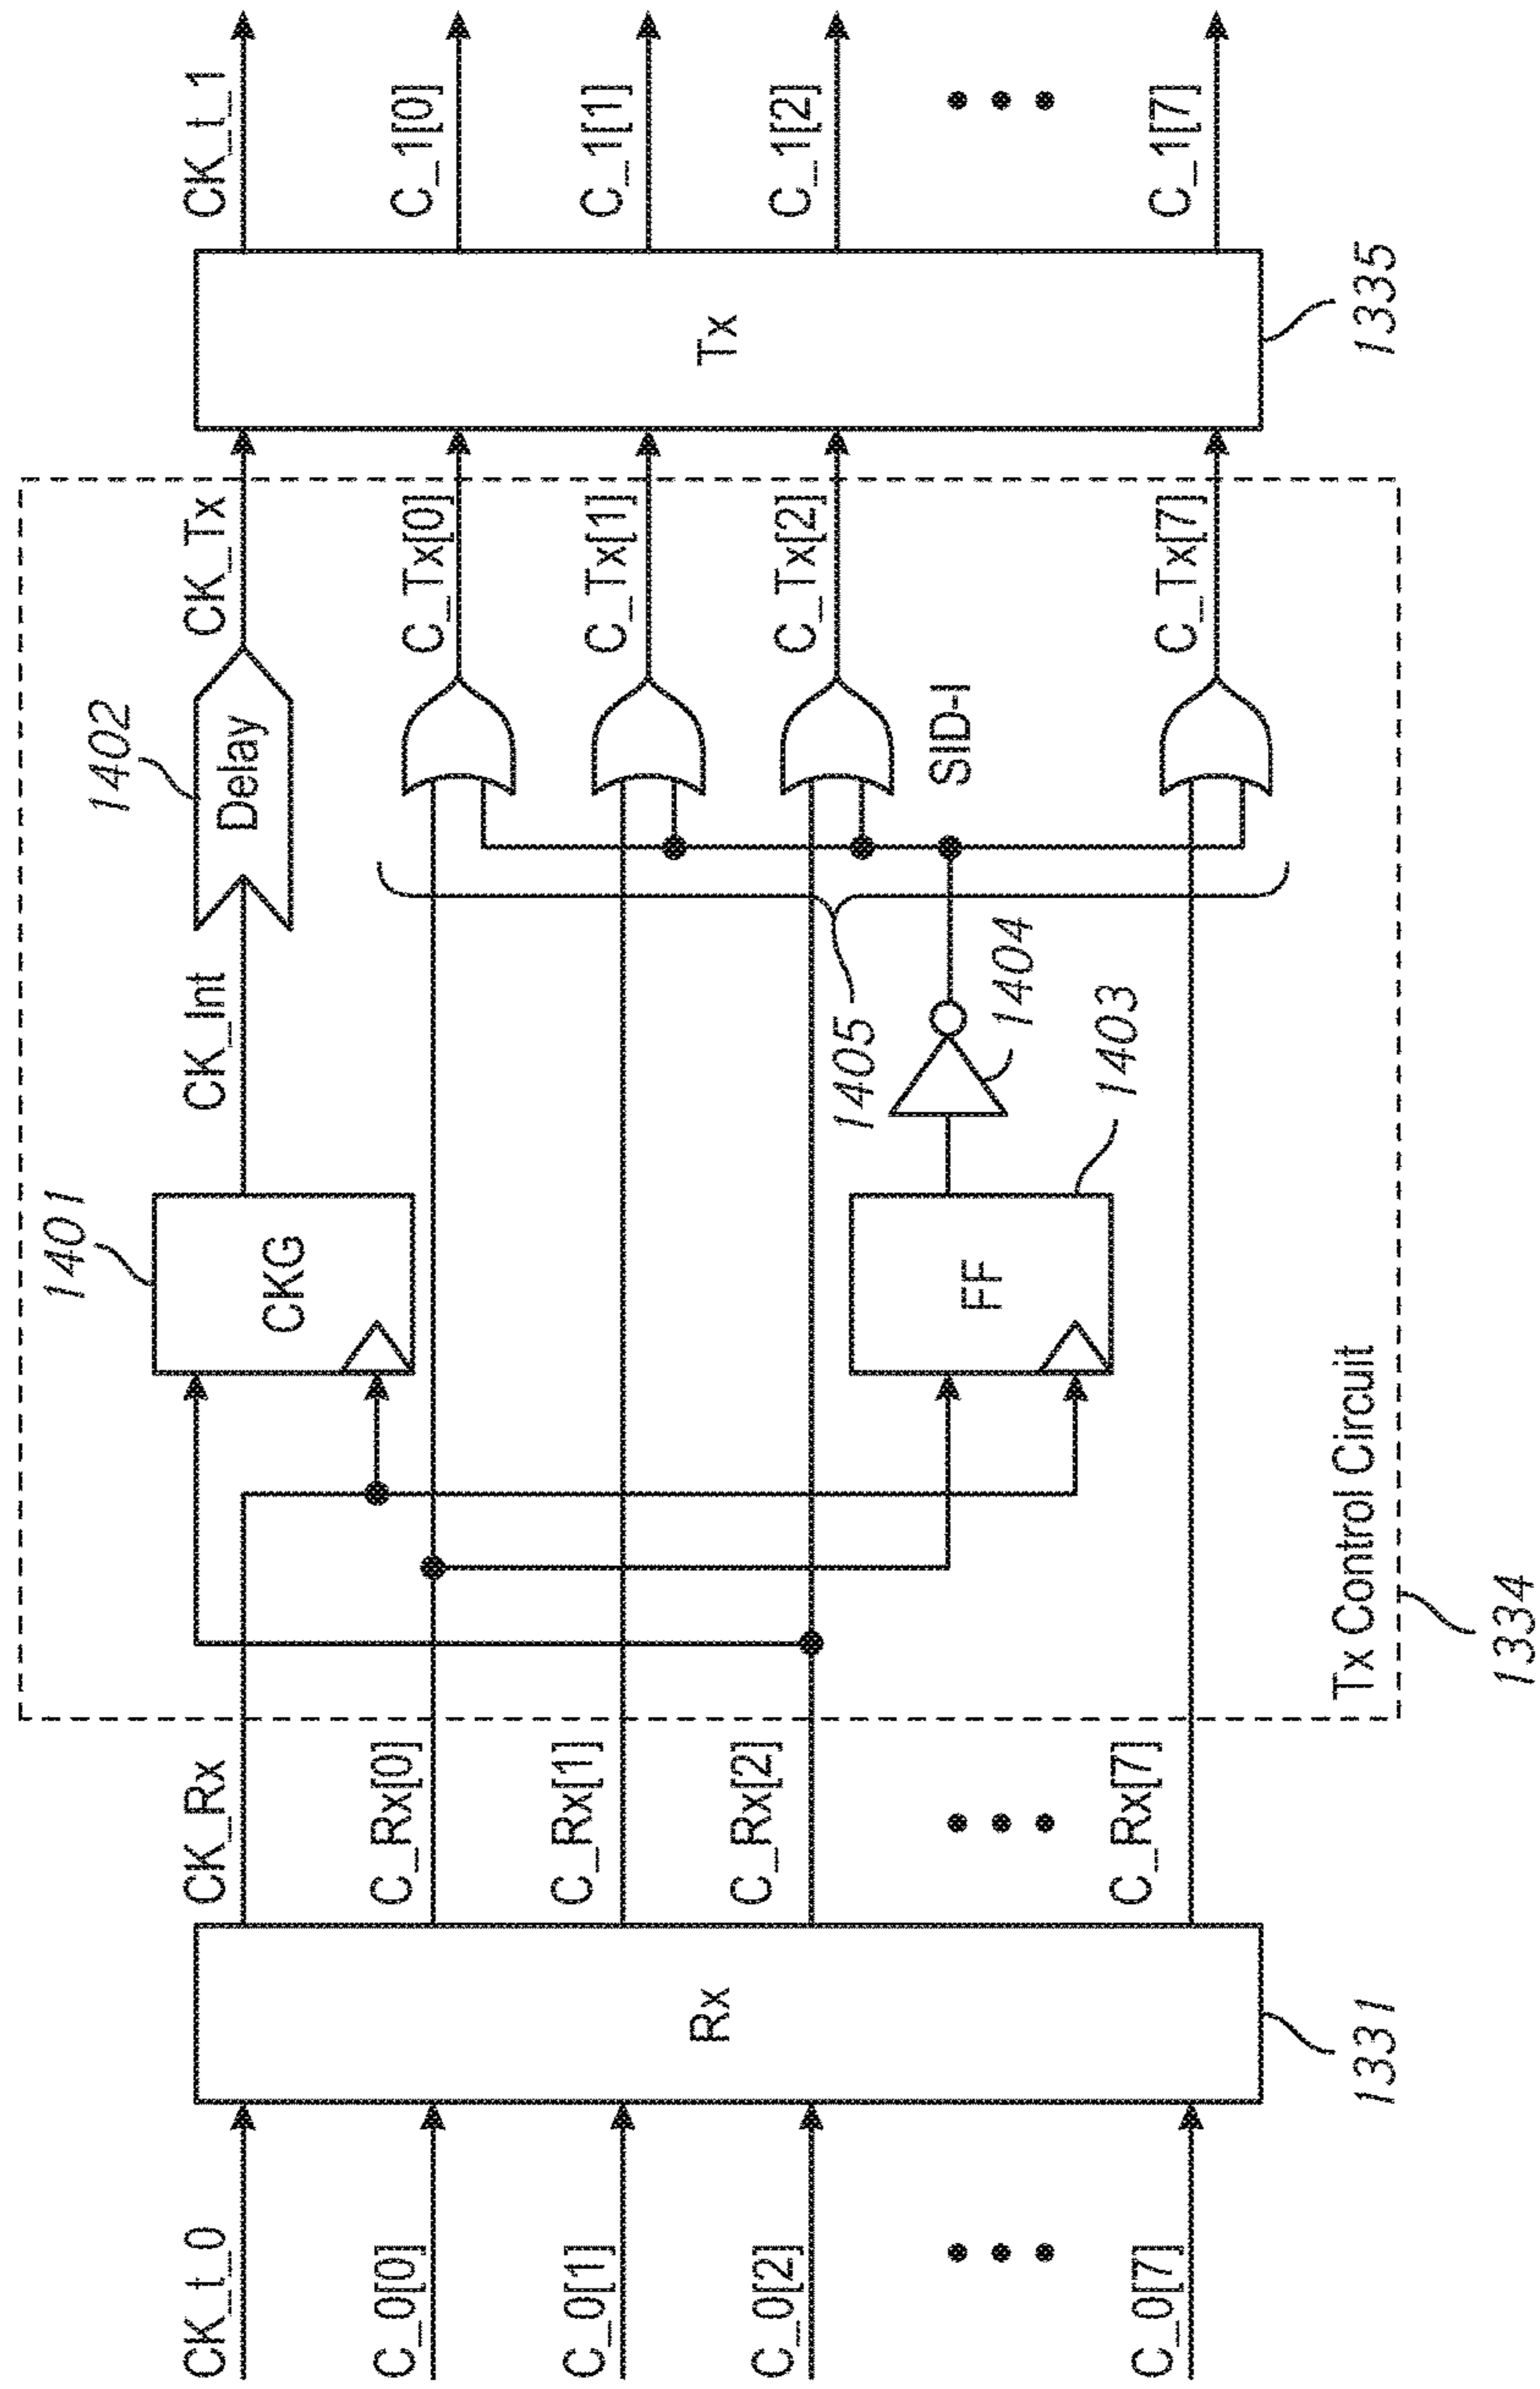 CK_t_0
C_0[0]
C_0[1]
C_0[2]
C_0[7]
Rx
1331
CK_Rx
C_Rx[0]
C_Rx[1]
C_Rx[2]
C_Rx[7]
Tx Control Circuit
1334
1401
CKG
FF
1403
1404
1405
CK_Int
1402
Delay
SID-I
CK_Tx
C_Tx[0]
C_Tx[1]
C_Tx[2]
C_Tx[7]
Tx
1335
CK_t_1
C_1[0]
C_1[1]
C_1[2]
C_1[7]